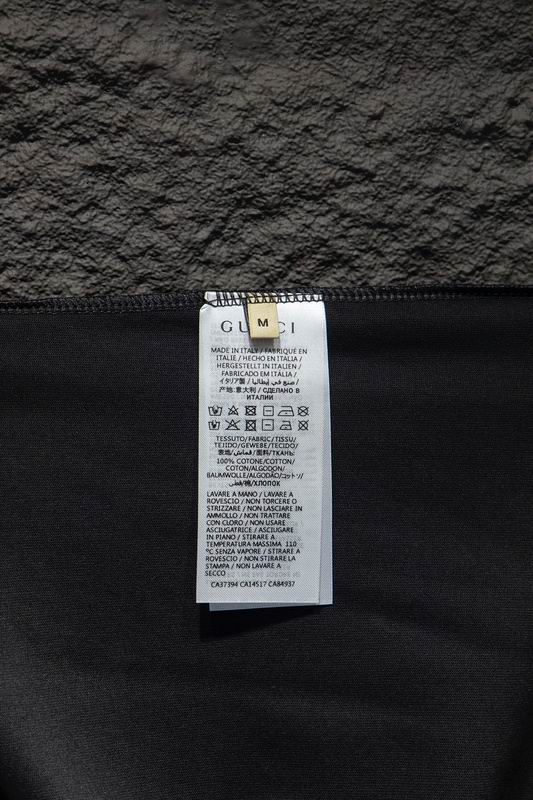 GUCCI
M
MADE IN ITALY / FABRIQUÉ EN
ITALIE / HECHO EN ITALIA /
HERGESTELLT IN ITALIEN /
FABRICADO EM ITÁLIA /
イタリア製 / صنع في إيطاليا /
产地:意大利 / СДЕЛАНО В
ИТАЛИИ
TESSUTO/FABRIC/TISSU/
TEJIDO/GEWEBE/TECIDO/
表地/قماش/面料/ТКАНЬ:
100% COTONE/COTTON/
COTON/ALGODON/
BAUMWOLLE/ALGODÃO/コットン/
قطن/棉/ХЛОПОК
LAVARE A MANO / LAVARE A
ROVESCIO / NON TORCERE O
STRIZZARE / NON LASCIARE IN
AMMOLLO / NON TRATTARE
CON CLORO / NON USARE
ASCIUGATRICE / ASCIUGARE
IN PIANO / STIRARE A
TEMPERATURA MASSIMA 110
°C SENZA VAPORE / STIRARE A
ROVESCIO / NON STIRARE LA
STAMPA / NON LAVARE A
SECCO
CA37394 CA14517 CA84937